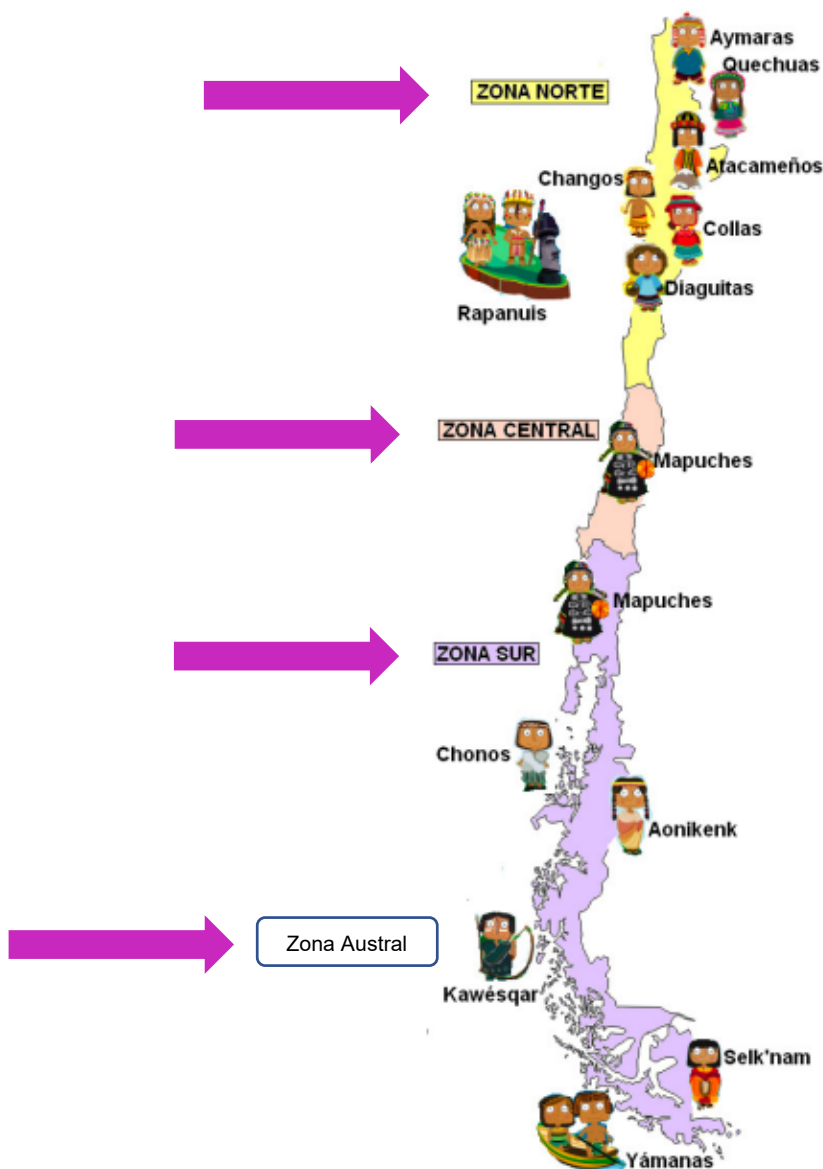 Aymaras
Quechuas
ZONA NORTE
Atacameños
Changos
Collas
Diaguitas
Rapanuis
ZONA CENTRAL
Mapuches
Mapuches
ZONA SUR
Chonos
Aonikenk
Zona Austral
Kawésqar
Selk'nam
Yámanas